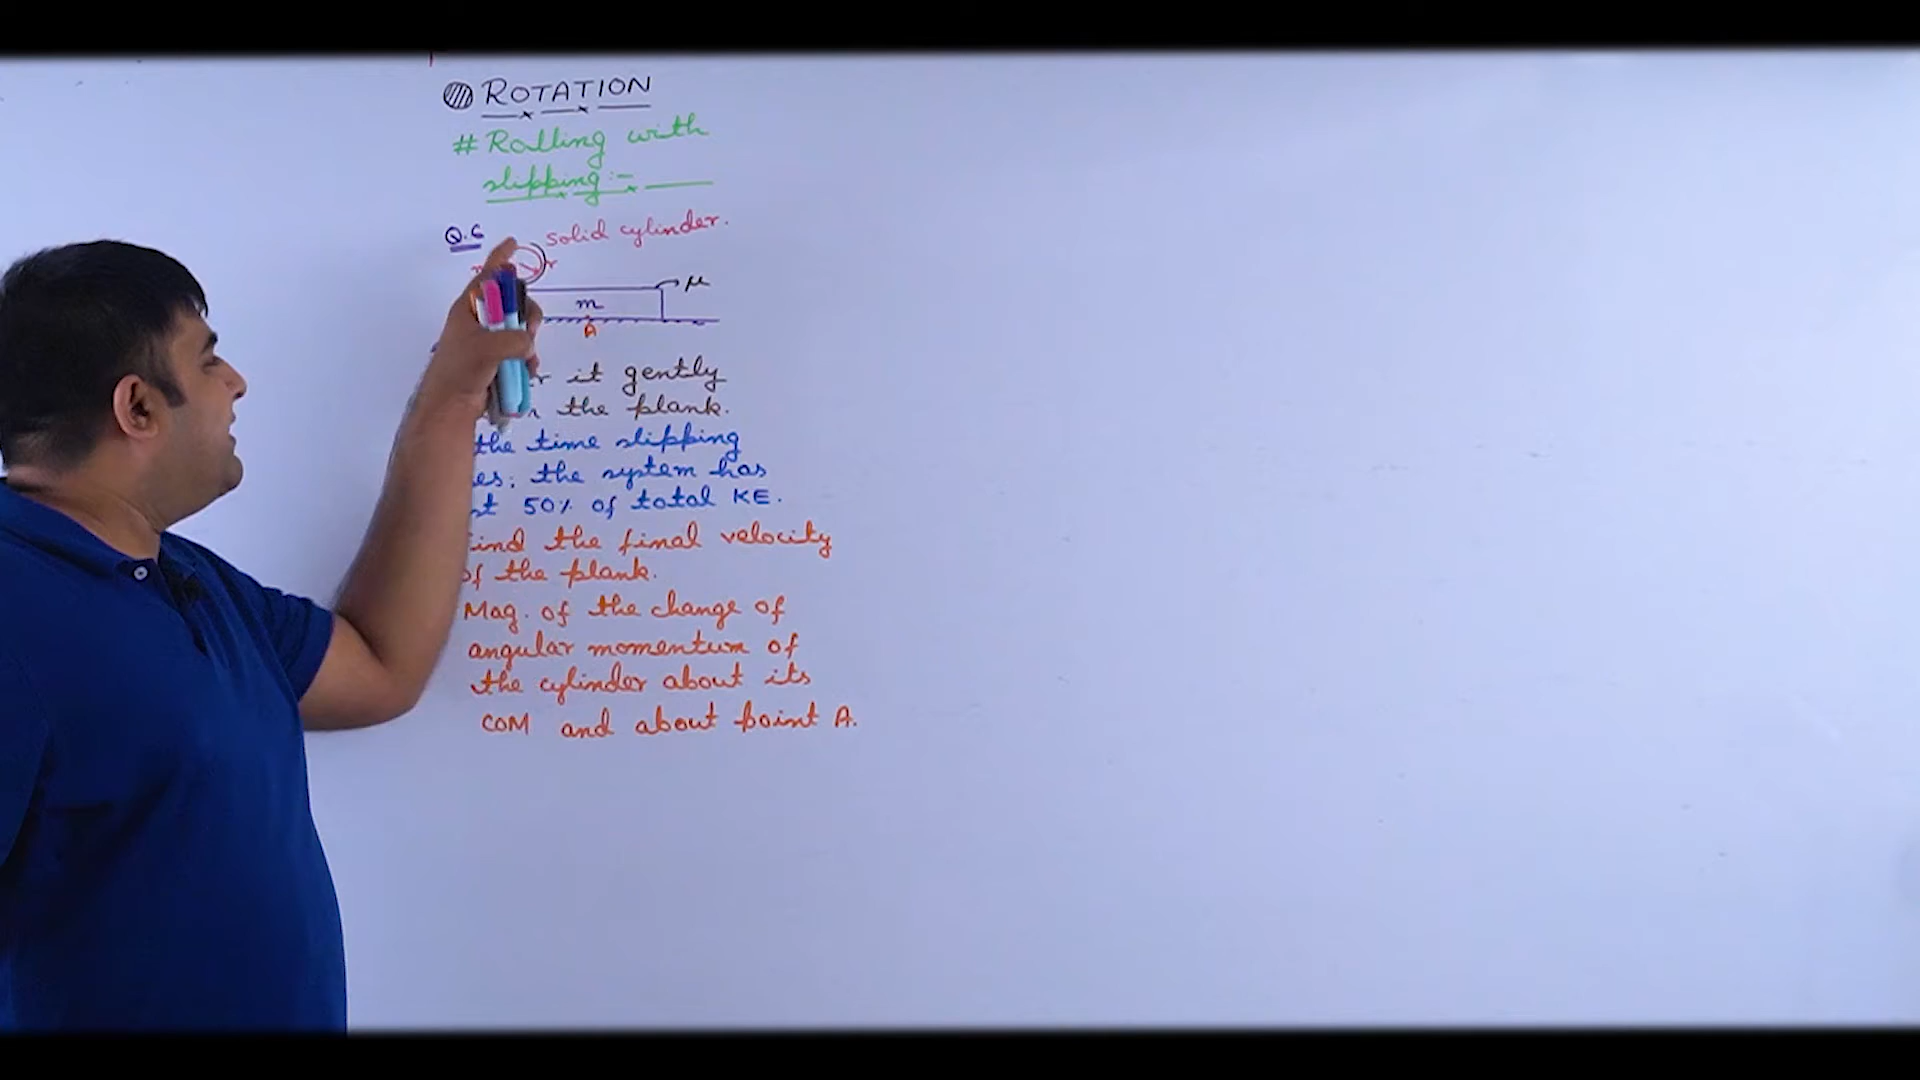 ROTATION
# Rolling with
slipping :-
Q.6 solid cylinder.
r
μ
m
A
it gently
the plank.
the time slipping
es; the system has
st 50% of total KE.
find the final velocity
of the plank.
Mag. of the change of
angular momentum of
the cylinder about its
COM and about point A.